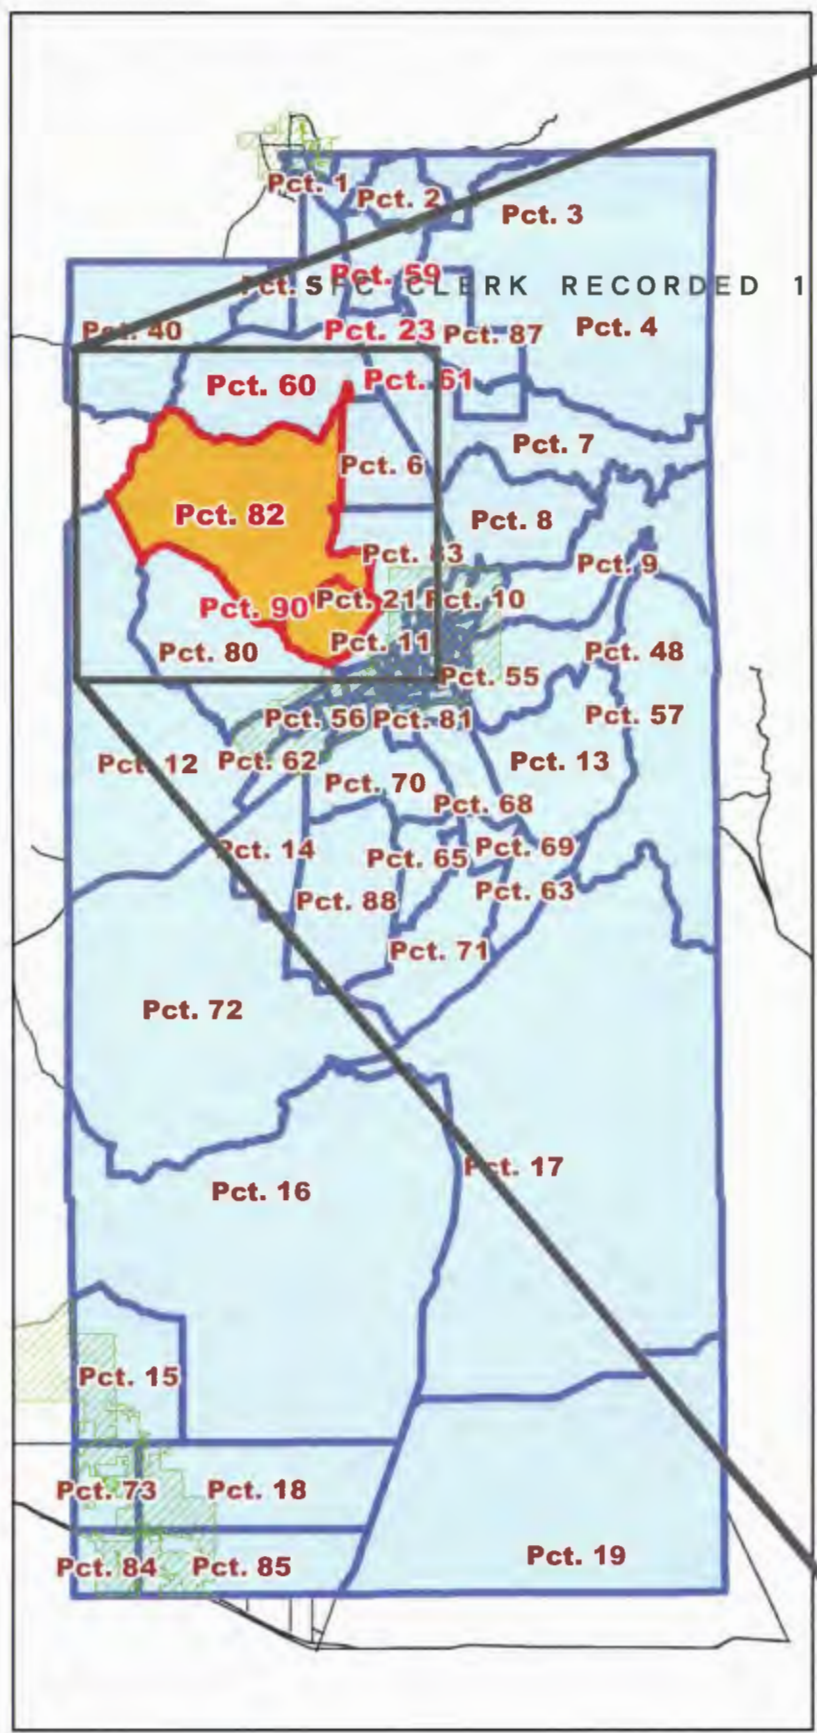 Pct. 1
Pct. 2
Pct. 3
Pct. 59
Pct. SFC CLERK RECORDED 1
Pct. 40
Pct. 23
Pct. 87
Pct. 4
Pct. 60
Pct. 61
Pct. 7
Pct. 6
Pct. 82
Pct. 8
Pct. 83
Pct. 9
Pct. 90
Pct. 21
Pct. 10
Pct. 11
Pct. 80
Pct. 48
Pct. 55
Pct. 56
Pct. 81
Pct. 57
Pct. 12
Pct. 62
Pct. 13
Pct. 70
Pct. 68
Pct. 14
Pct. 65
Pct. 69
Pct. 88
Pct. 63
Pct. 71
Pct. 72
Pct. 17
Pct. 16
Pct. 15
Pct. 73
Pct. 18
Pct. 84
Pct. 85
Pct. 19